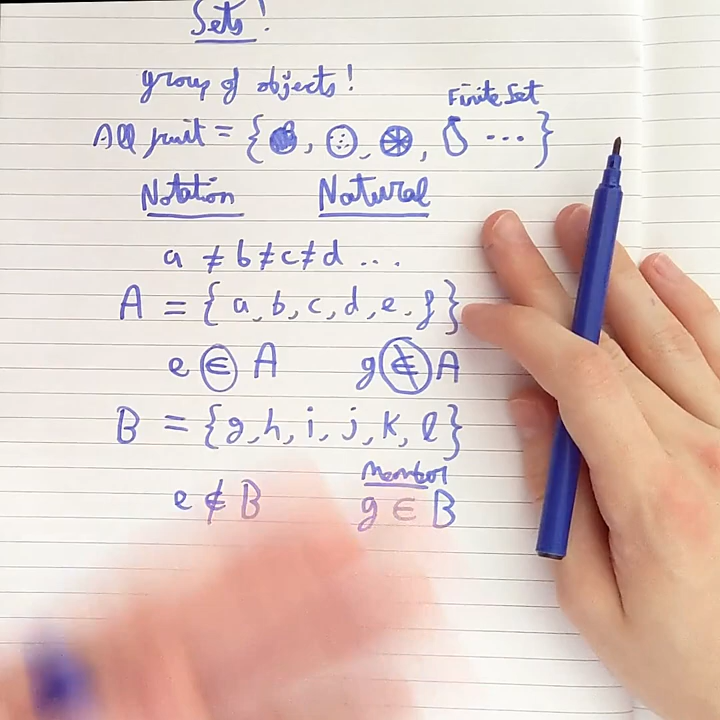 Sets!
group of objects!
Finite Set
All fruit = { , , , ... }
Notation Natural
a ≠ b ≠ c ≠ d ...
A = { a, b, c, d, e, f }
e ∈ A g ∉ A
B = { g, h, i, j, k, l }
Member
e ∉ B g ∈ B